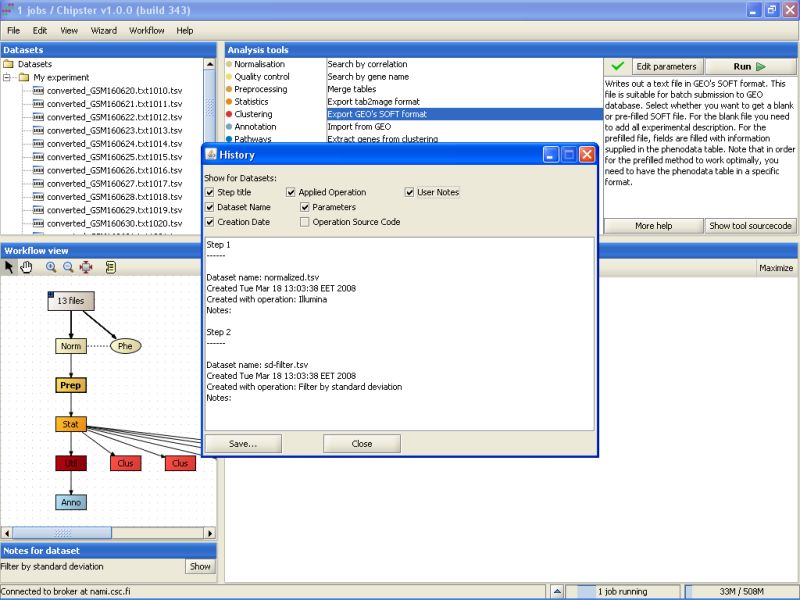 1 jobs / Chipster v1.0.0 (build 343)
File Edit View Wizard Workflow Help
Datasets
Datasets
My experiment
converted_GSM160620.txt1010.tsv
converted_GSM160621.txt1011.tsv
converted_GSM160622.txt1012.tsv
converted_GSM160623.txt1013.tsv
converted_GSM160624.txt1014.tsv
converted_GSM160625.txt1015.tsv
converted_GSM160626.txt1016.tsv
converted_GSM160627.txt1017.tsv
converted_GSM160628.txt1018.tsv
converted_GSM160629.txt1019.tsv
converted_GSM160630.txt1020.tsv
Analysis tools
Normalisation
Quality control
Preprocessing
Statistics
Clustering
Annotation
Pathways
Search by correlation
Search by gene name
Merge tables
Export tab2mage format
Export GEO's SOFT format
Import from GEO
Extract genes from clustering
Edit parameters
Run
Writes out a text file in GEO's SOFT format. This
file is suitable for batch submission to GEO
database. Select whether you want to get a blank
or pre-filled SOFT file. For the blank file you need
to add all experimental description. For the
prefilled file, fields are filled with information
supplied in the phenodata table. Note that in order
for the prefilled method to work optimally, you
need to have the phenodata table in a specific
format.
More help
Show tool sourcecode
Maximize
History
Show for Datasets:
Step title Applied Operation User Notes
Dataset Name Parameters
Creation Date Operation Source Code
Step 1
------
Dataset name: normalized.tsv
Created Tue Mar 18 13:03:38 EET 2008
Created with operation: Illumina
Notes:
Step 2
------
Dataset name: sd-filter.tsv
Created Tue Mar 18 13:03:38 EET 2008
Created with operation: Filter by standard deviation
Notes:
Save...
Close
Workflow view
13 files
Norm
Phe
Prep
Stat
Clus
Clus
Anno
Notes for dataset
Filter by standard deviation
Show
Connected to broker at nami.csc.fi
1 job running
33M / 508M